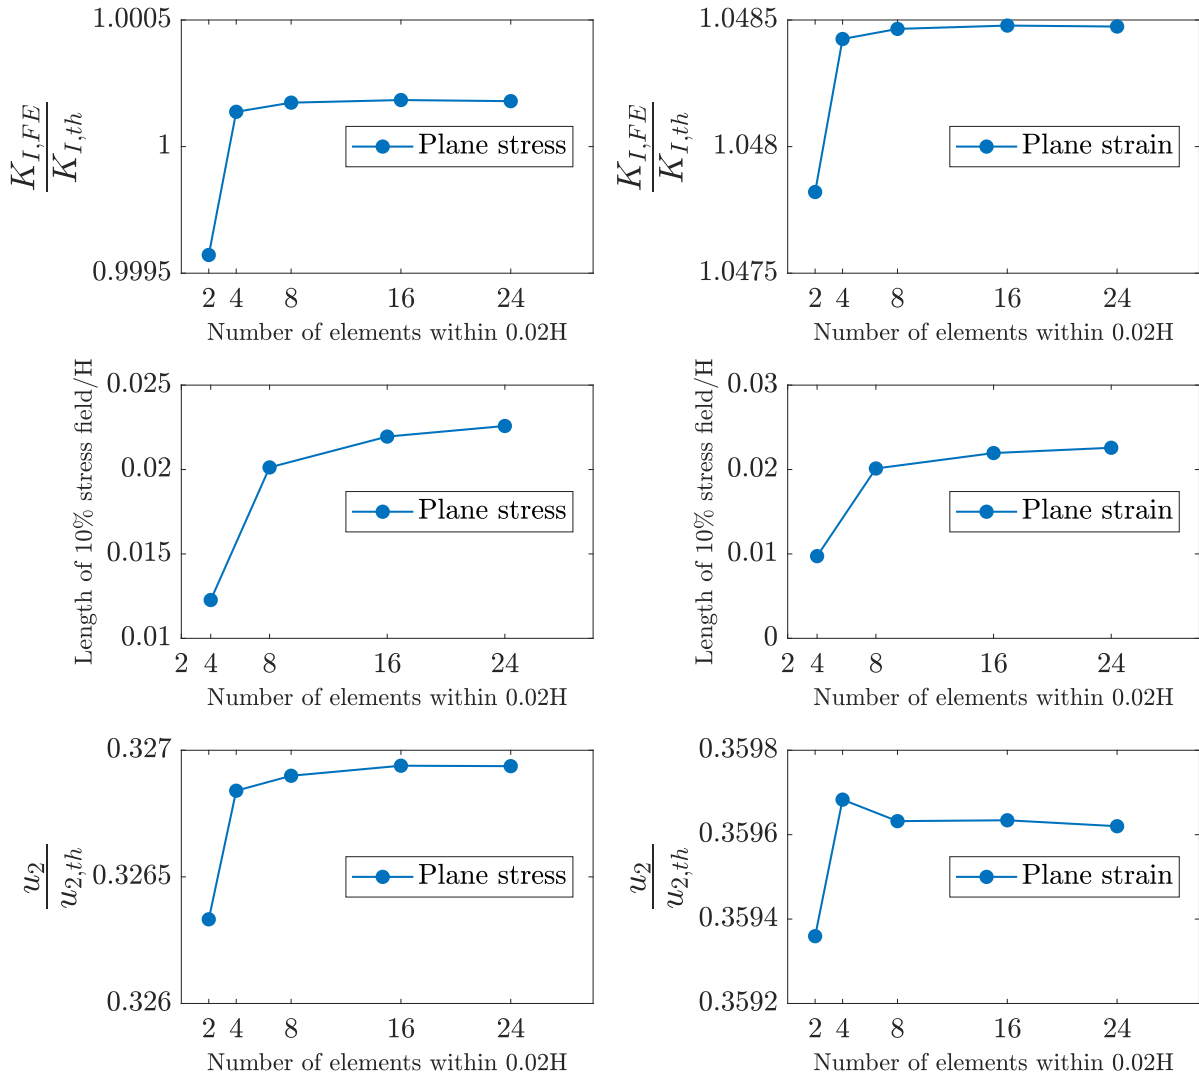 1.0005
1
0.9995
K_{I,FE}
K_{I,th}
Plane stress
2 4 8 16 24
Number of elements within 0.02H
1.0485
1.048
1.0475
K_{I,FE}
K_{I,th}
Plane strain
2 4 8 16 24
Number of elements within 0.02H
0.025
0.02
0.015
0.01
Length of 10% stress field/H
Plane stress
2 4 8 16 24
Number of elements within 0.02H
0.03
0.02
0.01
0
Length of 10% stress field/H
Plane strain
2 4 8 16 24
Number of elements within 0.02H
0.327
0.3265
0.326
u_2
u_{2,th}
Plane stress
2 4 8 16 24
Number of elements within 0.02H
0.3598
0.3596
0.3594
0.3592
u_2
u_{2,th}
Plane strain
2 4 8 16 24
Number of elements within 0.02H